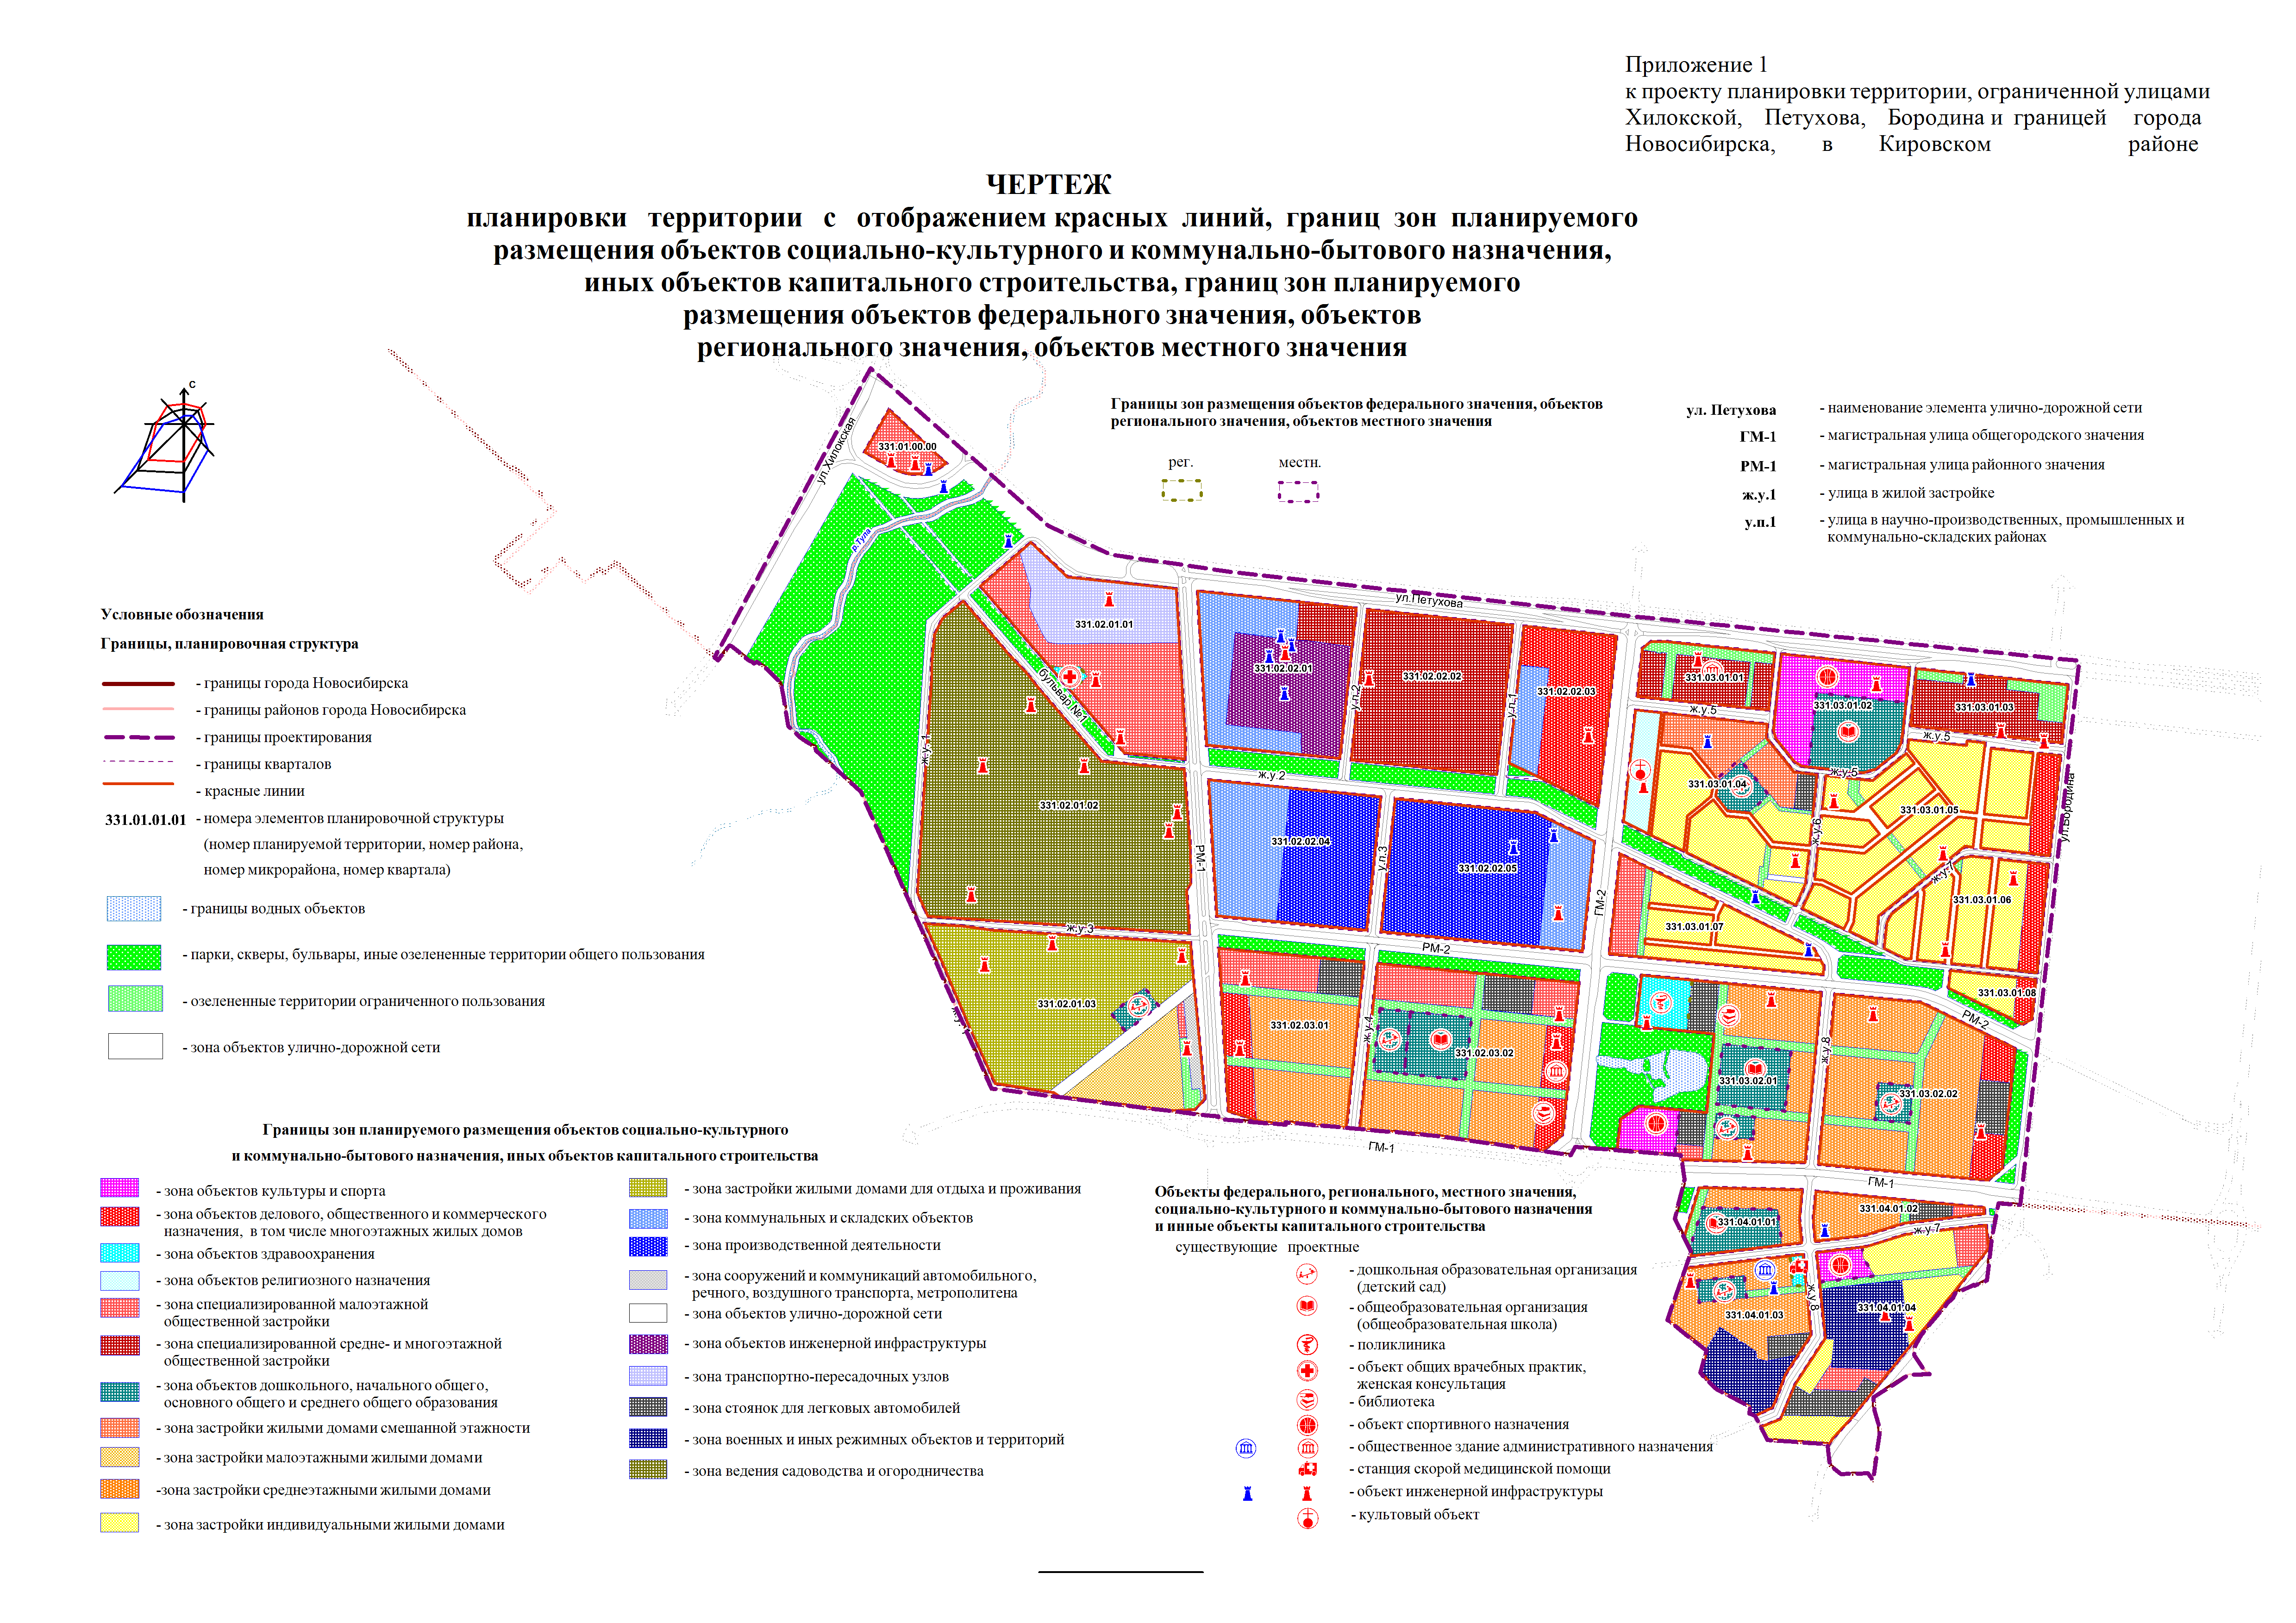 Приложение 1
к проекту планировки территории, ограниченной улицами
Хилокской, Петухова, Бородина и границей города
Новосибирска, в Кировском районе
ЧЕРТЕЖ
планировки территории с отображением красных линий, границ зон планируемого
размещения объектов социально-культурного и коммунально-бытового назначения,
иных объектов капитального строительства, границ зон планируемого
размещения объектов федерального значения, объектов
регионального значения, объектов местного значения
С
Границы зон размещения объектов федерального значения, объектов
регионального значения, объектов местного значения
рег. местн.
ул. Петухова - наименование элемента улично-дорожной сети
ГМ-1 - магистральная улица общегородского значения
РМ-1 - магистральная улица районного значения
ж.у.1 - улица в жилой застройке
у.п.1 - улица в научно-производственных, промышленных и
коммунально-складских районах
Условные обозначения
Границы, планировочная структура
- границы города Новосибирска
- границы районов города Новосибирска
- границы проектирования
- границы кварталов
- красные линии
331.01.01.01 - номера элементов планировочной структуры
(номер планируемой территории, номер района,
номер микрорайона, номер квартала)
- границы водных объектов
- парки, скверы, бульвары, иные озелененные территории общего пользования
- озелененные территории ограниченного пользования
- зона объектов улично-дорожной сети
ул.Хилокская
331.01.00.00
р.Тула
331.02.01.01
бульвар №1
ж.у. 1
331.02.01.02
ж.у.3
331.02.01.03
РМ-1
ул.Петухова
331.02.02.01
у.п.2
331.02.02.02
у.п.1
331.02.02.03
ж.у.2
331.02.02.04
у.п.3
331.02.02.05
ГМ-2
РМ-2
331.02.03.01
ж.у.4
331.02.03.02
ГМ-1
331.03.01.01
ж.у.5
331.03.01.02
331.03.01.03
ж.у.5
ж.у.5
331.03.01.04
331.03.01.05
ж.у.6
ул.Бородина
ж.у.7
331.03.01.06
331.03.01.07
331.03.01.08
РМ-2
331.03.02.01
ж.у.8
331.03.02.02
ГМ-1
331.04.01.01
331.04.01.02
ж.у.7
331.04.01.03
ж.у.8
331.04.01.04
Границы зон планируемого размещения объектов социально-культурного
и коммунально-бытового назначения, иных объектов капитального строительства
- зона объектов культуры и спорта
- зона объектов делового, общественного и коммерческого
назначения, в том числе многоэтажных жилых домов
- зона объектов здравоохранения
- зона объектов религиозного назначения
- зона специализированной малоэтажной
общественной застройки
- зона специализированной средне- и многоэтажной
общественной застройки
- зона объектов дошкольного, начального общего,
основного общего и среднего общего образования
- зона застройки жилыми домами смешанной этажности
- зона застройки малоэтажными жилыми домами
-зона застройки среднеэтажными жилыми домами
- зона застройки индивидуальными жилыми домами
- зона застройки жилыми домами для отдыха и проживания
- зона коммунальных и складских объектов
- зона производственной деятельности
- зона сооружений и коммуникаций автомобильного,
речного, воздушного транспорта, метрополитена
- зона объектов улично-дорожной сети
- зона объектов инженерной инфраструктуры
- зона транспортно-пересадочных узлов
- зона стоянок для легковых автомобилей
- зона военных и иных режимных объектов и территорий
- зона ведения садоводства и огородничества
Объекты федерального, регионального, местного значения,
социально-культурного и коммунально-бытового назначения
и инные объекты капитального строительства
существующие проектные
- дошкольная образовательная организация
(детский сад)
- общеобразовательная организация
(общеобразовательная школа)
- поликлиника
- объект общих врачебных практик,
женская консультация
- библиотека
- объект спортивного назначения
- общественное здание административного назначения
- станция скорой медицинской помощи
- объект инженерной инфраструктуры
- культовый объект